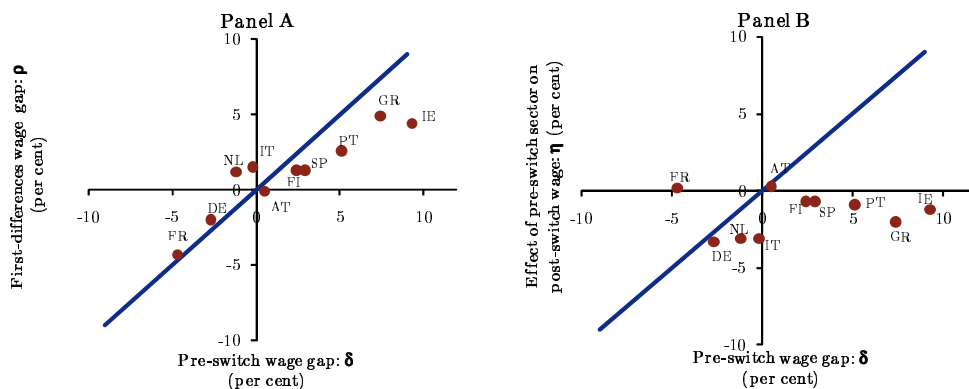 Panel A
First-differences wage gap: ρ
(per cent)
10
5
0
-5
-10
-10
-5
0
5
10
GR
IE
PT
SP
FI
IT
NL
AT
DE
FR
Pre-switch wage gap: δ
(per cent)
Panel B
Effect of pre-switch sector on
post-switch wage: η (per cent)
10
5
0
-5
-10
-10
-5
0
5
10
AT
FR
FI
SP
PT
IE
GR
NL
IT
DE
Pre-switch wage gap: δ
(per cent)